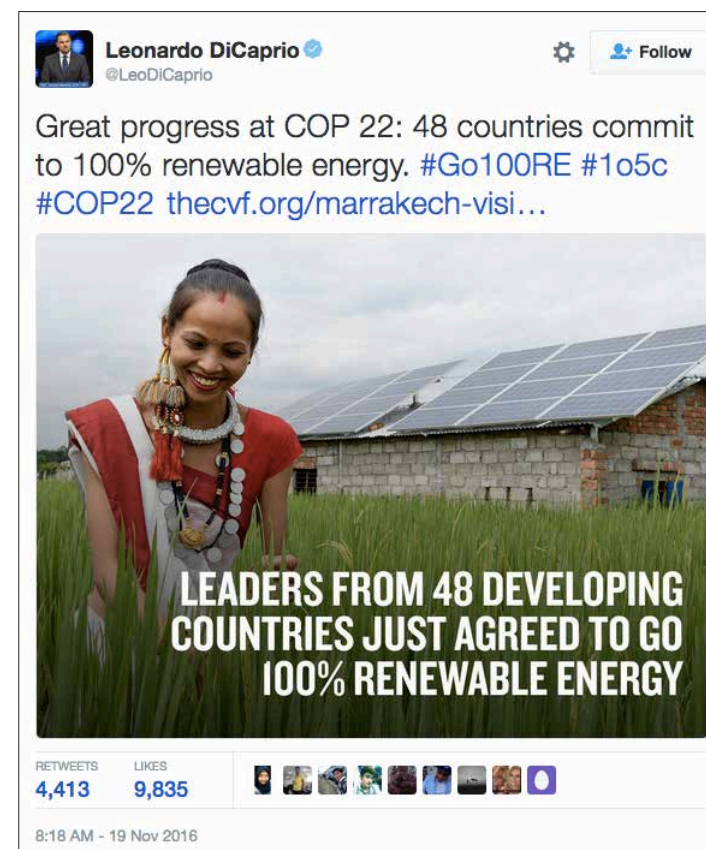 Leonardo DiCaprio
@LeoDiCaprio
Follow
Great progress at COP 22: 48 countries commit
to 100% renewable energy. #Go100RE #1o5c
#COP22 thecvf.org/marrakech-visi…
LEADERS FROM 48 DEVELOPING
COUNTRIES JUST AGREED TO GO
100% RENEWABLE ENERGY
RETWEETS LIKES
4,413 9,835
8:18 AM - 19 Nov 2016